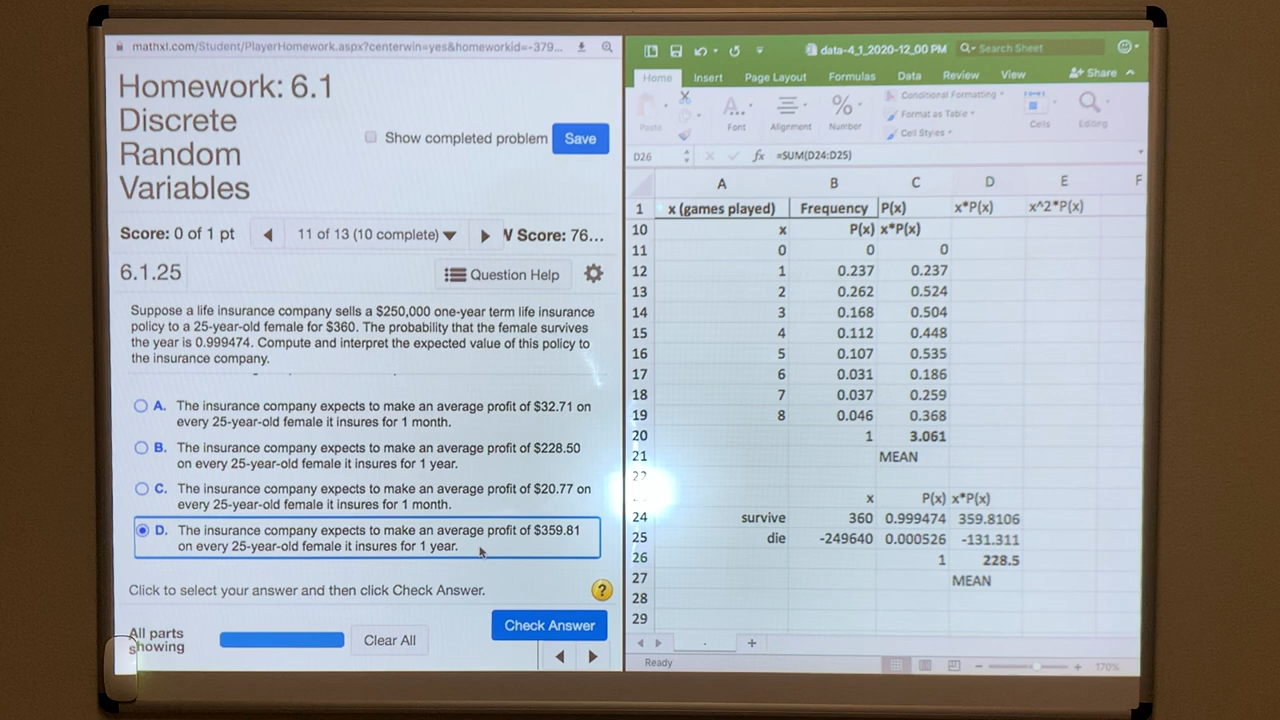 mathxl.com/Student/PlayerHomework.aspx?centerwin=yes&homeworkid=-379...
Homework: 6.1
Discrete
Random
Variables
Show completed problem
Save
Score: 0 of 1 pt
11 of 13 (10 complete)
Score: 76...
6.1.25
Question Help
Suppose a life insurance company sells a $250,000 one-year term life insurance
policy to a 25-year-old female for $360. The probability that the female survives
the year is 0.999474. Compute and interpret the expected value of this policy to
the insurance company.
A. The insurance company expects to make an average profit of $32.71 on
every 25-year-old female it insures for 1 month.
B. The insurance company expects to make an average profit of $228.50
on every 25-year-old female it insures for 1 year.
C. The insurance company expects to make an average profit of $20.77 on
every 25-year-old female it insures for 1 month.
D. The insurance company expects to make an average profit of $359.81
on every 25-year-old female it insures for 1 year.
Click to select your answer and then click Check Answer.
?
All parts
showing
Clear All
Check Answer
data-4_1_2020-12_00 PM
Search Sheet
Home Insert Page Layout Formulas Data Review View Share
Paste
Font
Alignment
%
Number
Conditional Formatting
Format as Table
Cell Styles
Cells
Editing
D26 fx =SUM(D24:D25)
A B C D E F
1 x (games played) Frequency P(x) x*P(x) x^2*P(x)
10 x P(x) x*P(x)
11 0 0 0
12 1 0.237 0.237
13 2 0.262 0.524
14 3 0.168 0.504
15 4 0.112 0.448
16 5 0.107 0.535
17 6 0.031 0.186
18 7 0.037 0.259
19 8 0.046 0.368
20 1 3.061
21 MEAN
22
x P(x) x*P(x)
24 survive 360 0.999474 359.8106
25 die -249640 0.000526 -131.311
26 1 228.5
27 MEAN
28
29
Ready
170%